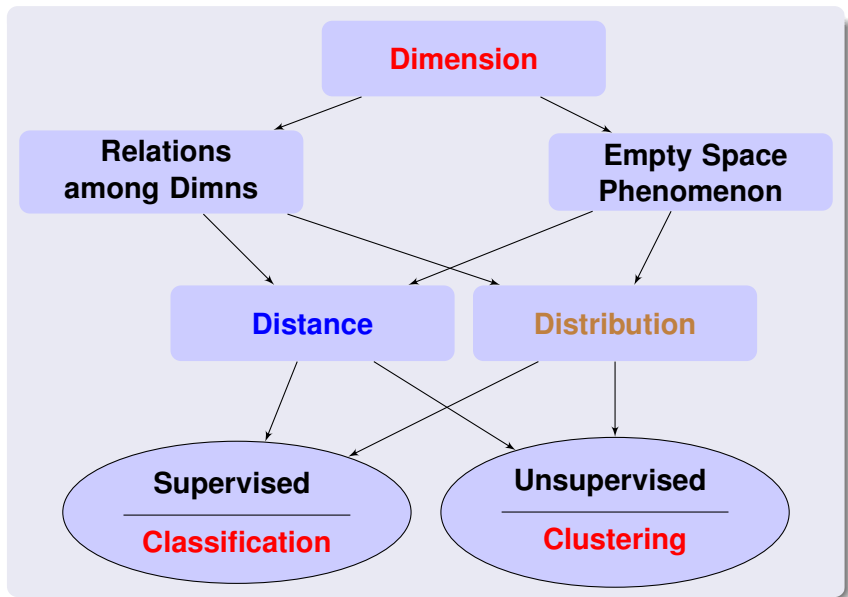 Dimension
Relations
among Dimns
Empty Space
Phenomenon
Distance
Distribution
Supervised
Classification
Unsupervised
Clustering